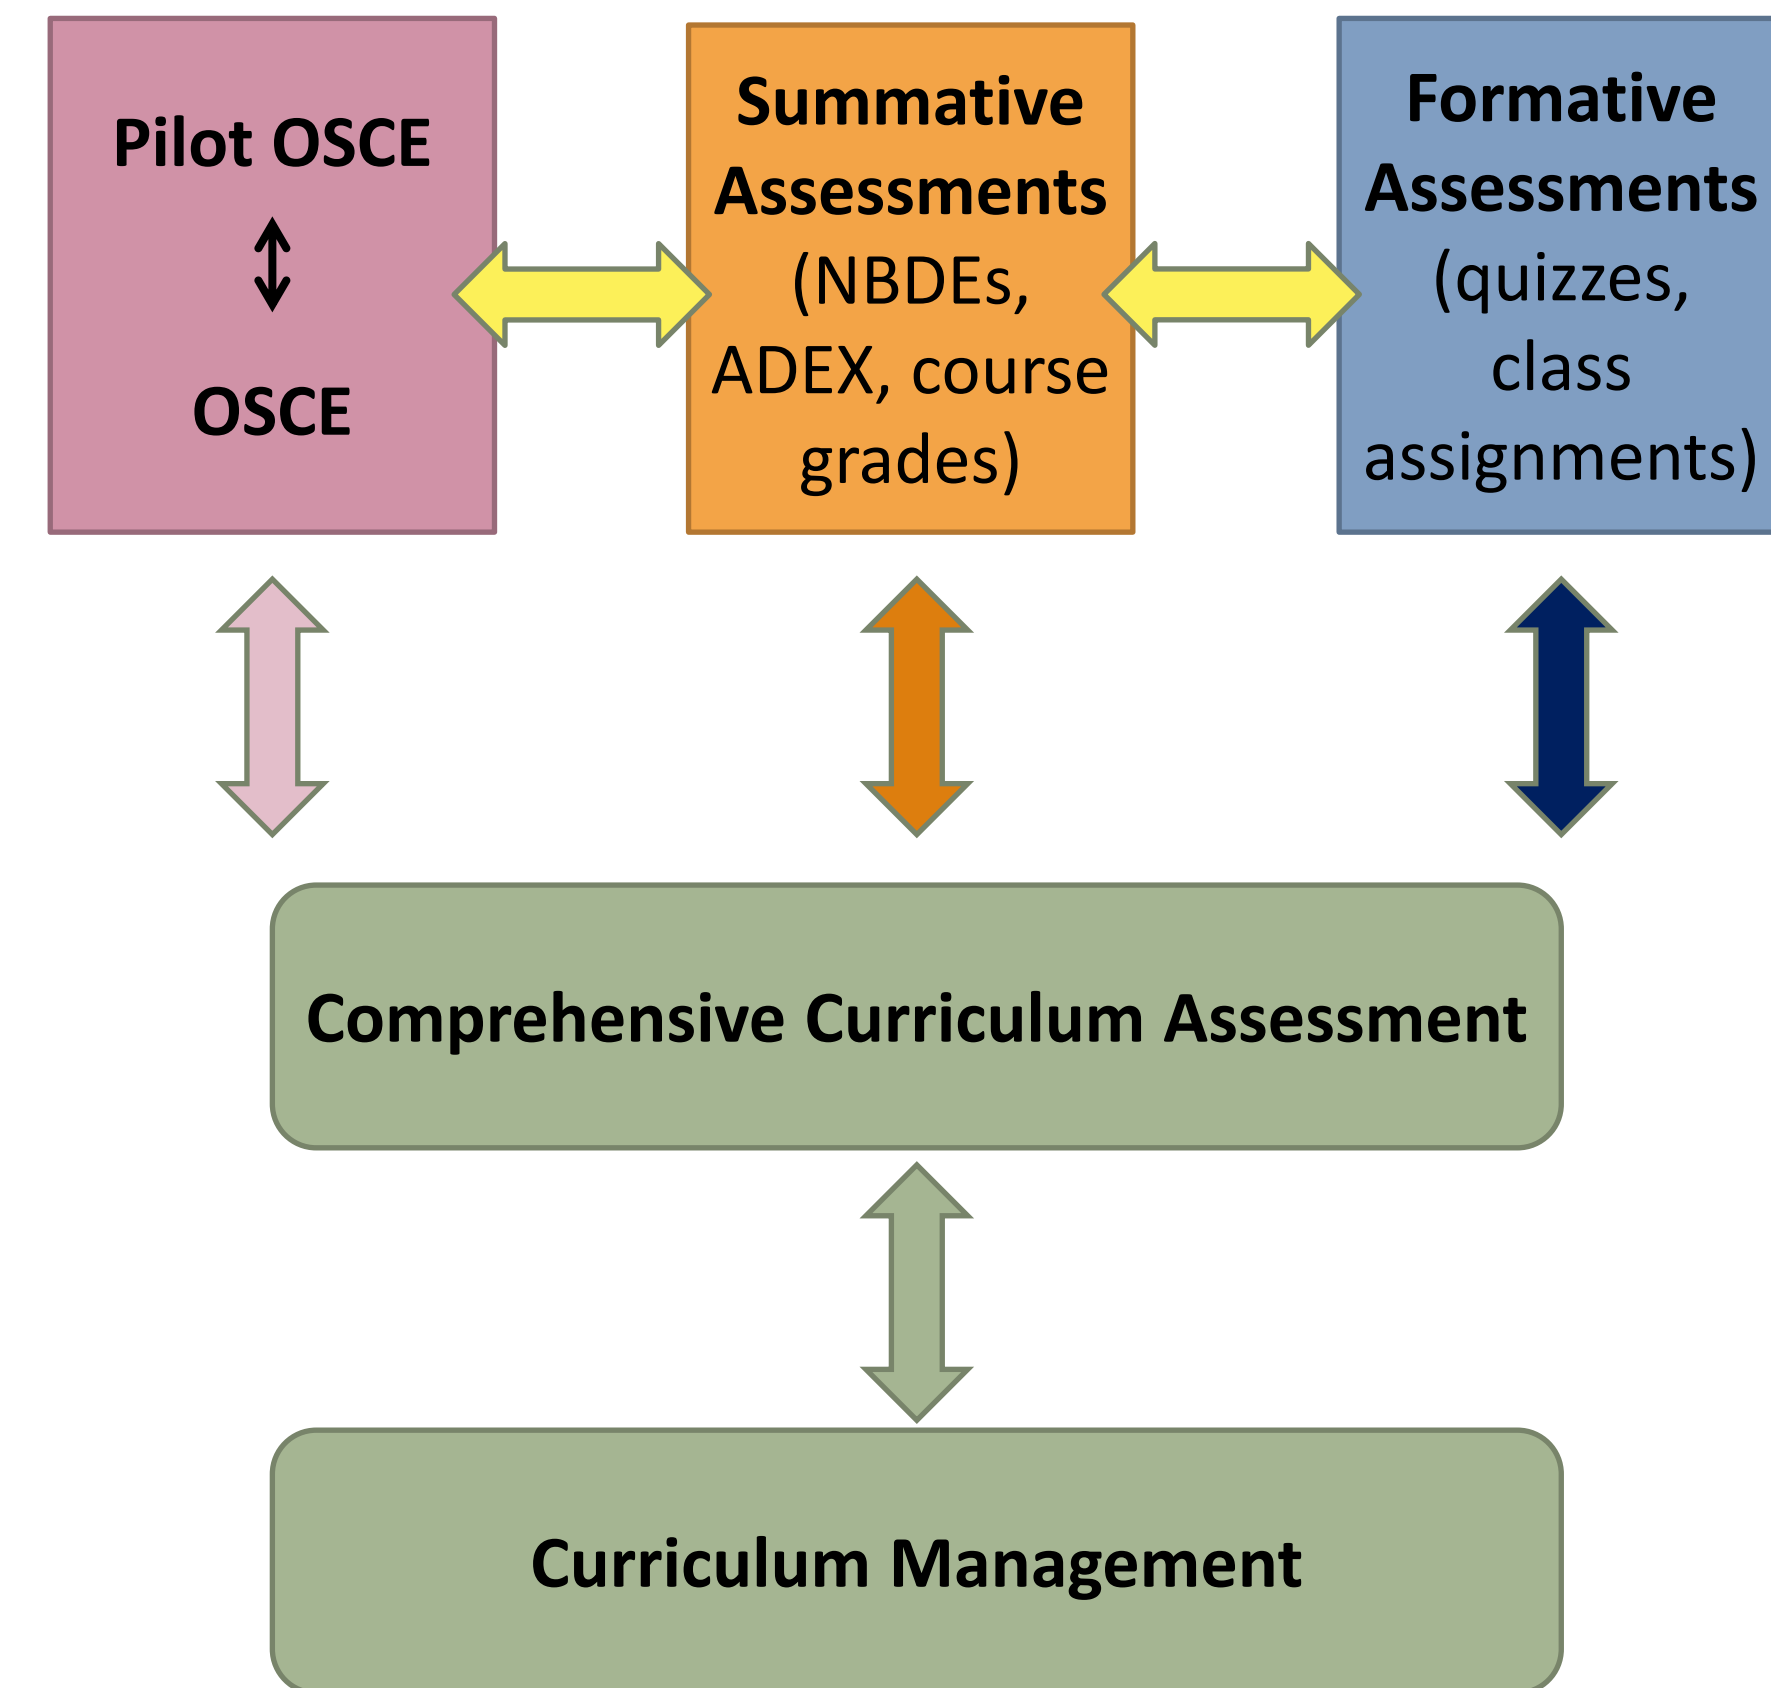 Pilot OSCE
OSCE
Summative
Assessments
(NBDEs,
ADEX, course
grades)
Formative
Assessments
(quizzes,
class
assignments)
Comprehensive Curriculum Assessment
Curriculum Management